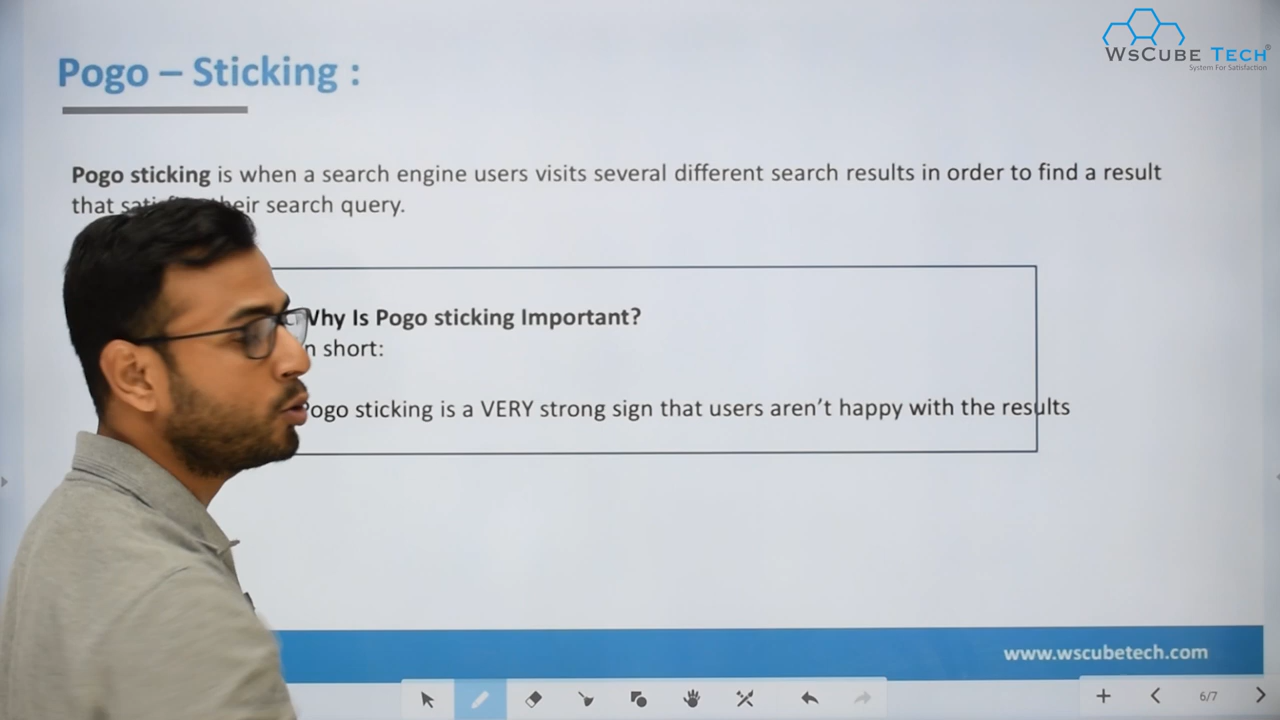 WsCube Tech®
System For Satisfaction
Pogo – Sticking :
Pogo sticking is when a search engine users visits several different search results in order to find a result
that their search query.
Why Is Pogo sticking Important?
In short:
Pogo sticking is a VERY strong sign that users aren't happy with the results
www.wscubetech.com
6/7